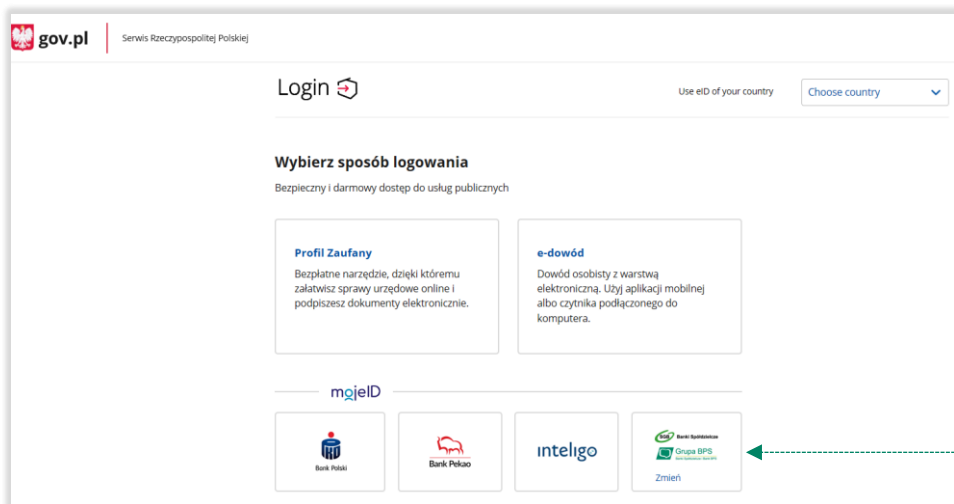 gov.pl
Serwis Rzeczypospolitej Polskiej
Login
Use eID of your country
Choose country
Wybierz sposób logowania
Bezpieczny i darmowy dostęp do usług publicznych
Profil Zaufany
Bezpłatne narzędzie, dzięki któremu
załatwisz sprawy urzędowe online i
podpiszesz dokumenty elektronicznie.
e-dowód
Dowód osobisty z warstwą
elektroniczną. Użyj aplikacji mobilnej
albo czytnika podłączonego do
komputera.
mojeID
Bank Polski
Bank Pekao
inteligo
SGB Banki Spółdzielcze
Grupa BPS
Zmień